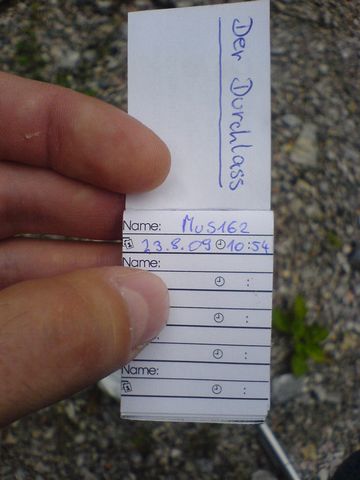 Der Durchlass
Name: MuS162
23.8.09 10:54
Name:
:
:
:
Name:
: